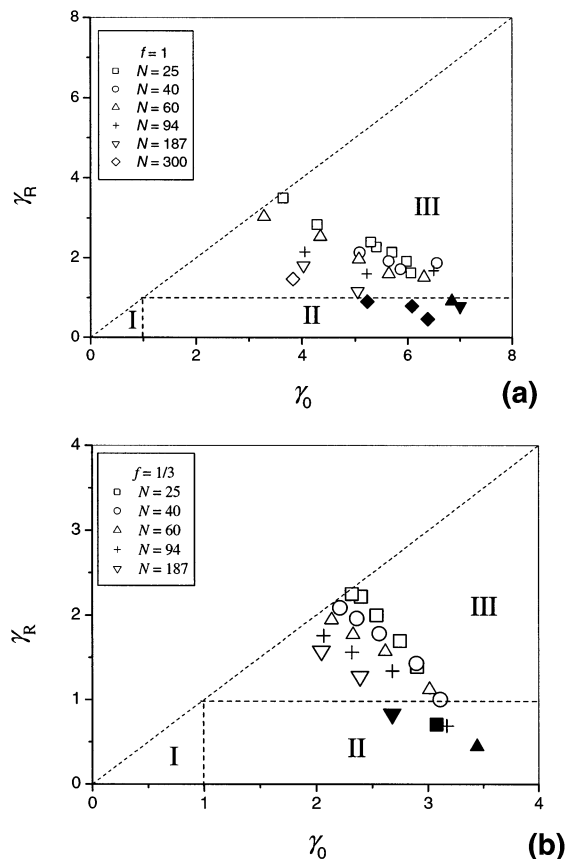 8
6
4
2
0
γR
f = 1
N = 25
N = 40
N = 60
N = 94
N = 187
N = 300
III
II
I
0 2 4 6 8
γ0
(a)
4
3
2
1
0
γR
f = 1/3
N = 25
N = 40
N = 60
N = 94
N = 187
III
II
I
0 1 2 3 4
γ0
(b)